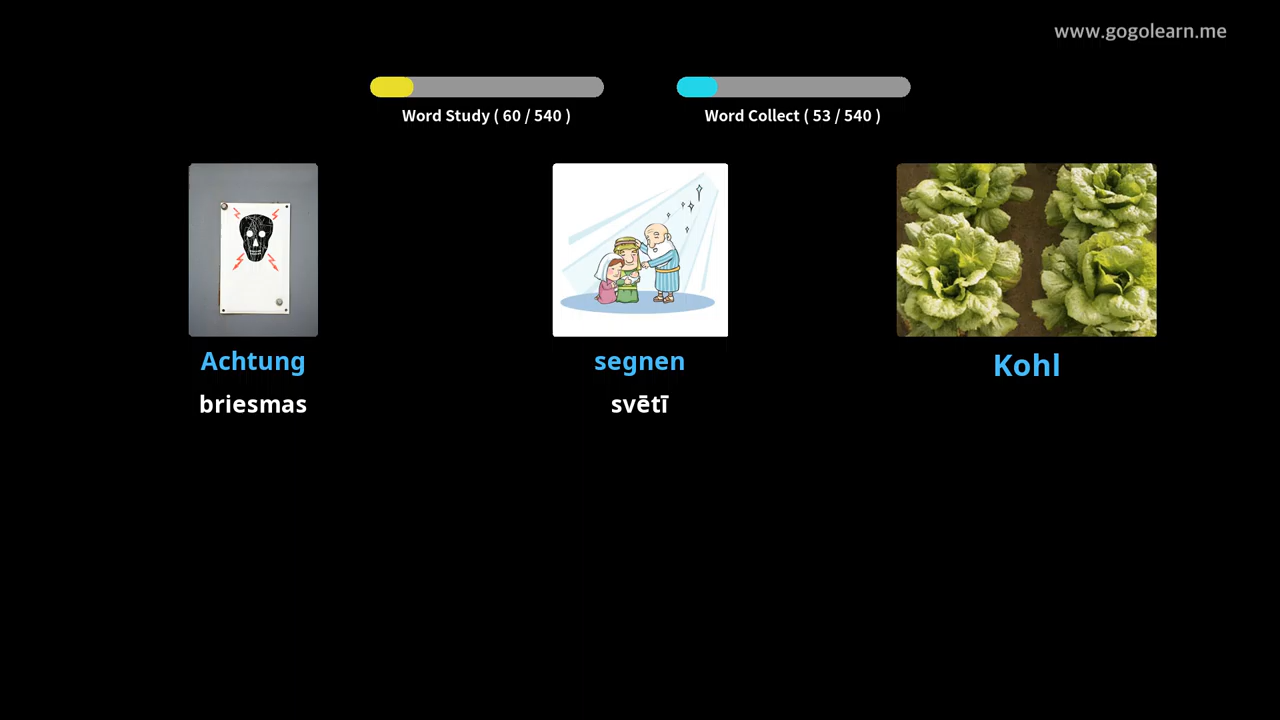 www.gogolearn.me
Word Study ( 60 / 540 )
Word Collect ( 53 / 540 )
Achtung
segnen
Kohl
briesmas
svētī